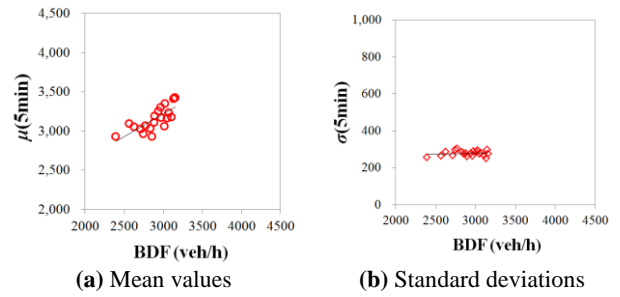 4,500
4,000
3,500
3,000
2,500
2,000
μ(5min)
2000 2500 3000 3500 4000 4500
BDF (veh/h)
(a) Mean values
1,000
800
600
400
200
0
σ(5min)
2000 2500 3000 3500 4000 4500
BDF (veh/h)
(b) Standard deviations